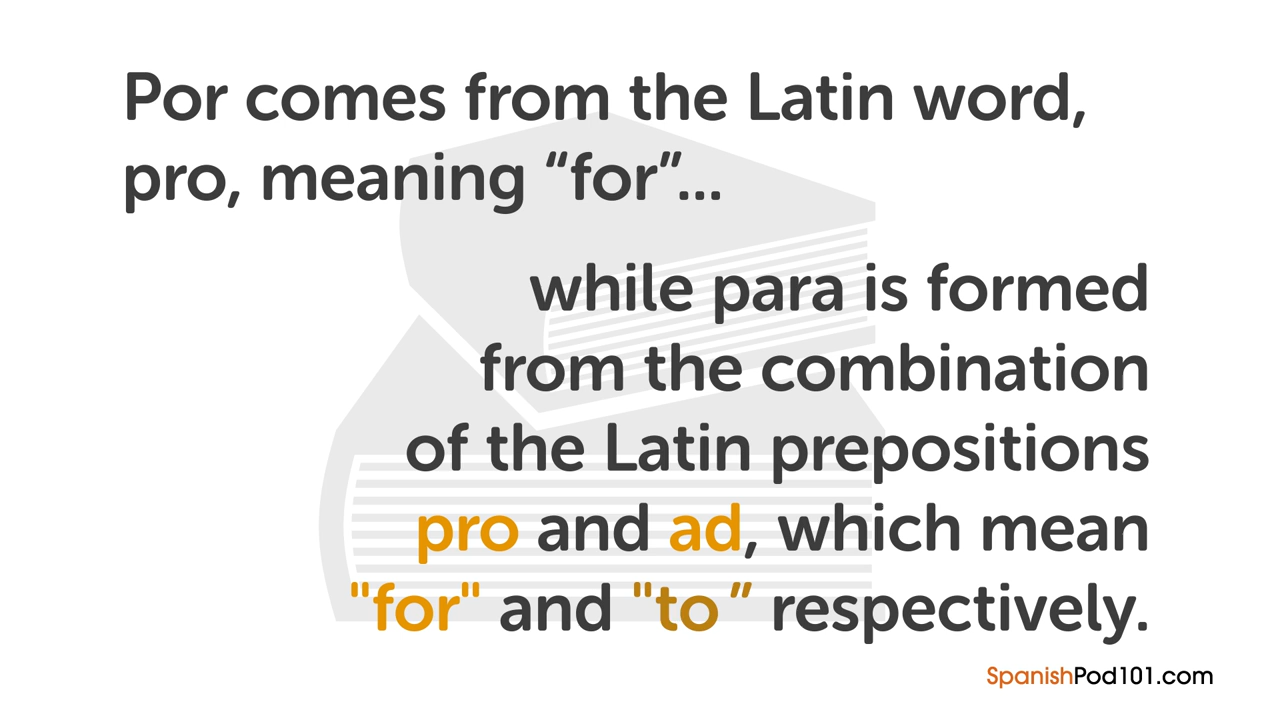 Por comes from the Latin word,
pro, meaning “for”...
while para is formed
from the combination
of the Latin prepositions
pro and ad, which mean
"for" and "to” respectively.
SpanishPod101.com